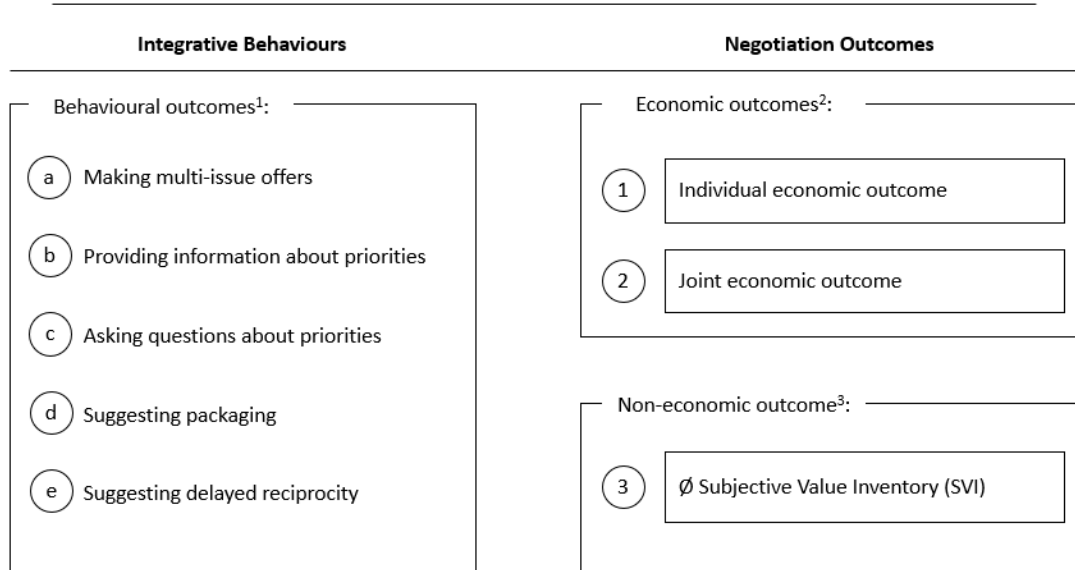 Integrative Behaviours
Negotiation Outcomes
Behavioural outcomes¹:
a Making multi-issue offers
b Providing information about priorities
c Asking questions about priorities
d Suggesting packaging
e Suggesting delayed reciprocity
Economic outcomes²:
1 Individual economic outcome
2 Joint economic outcome
Non-economic outcome³:
3 Ø Subjective Value Inventory (SVI)